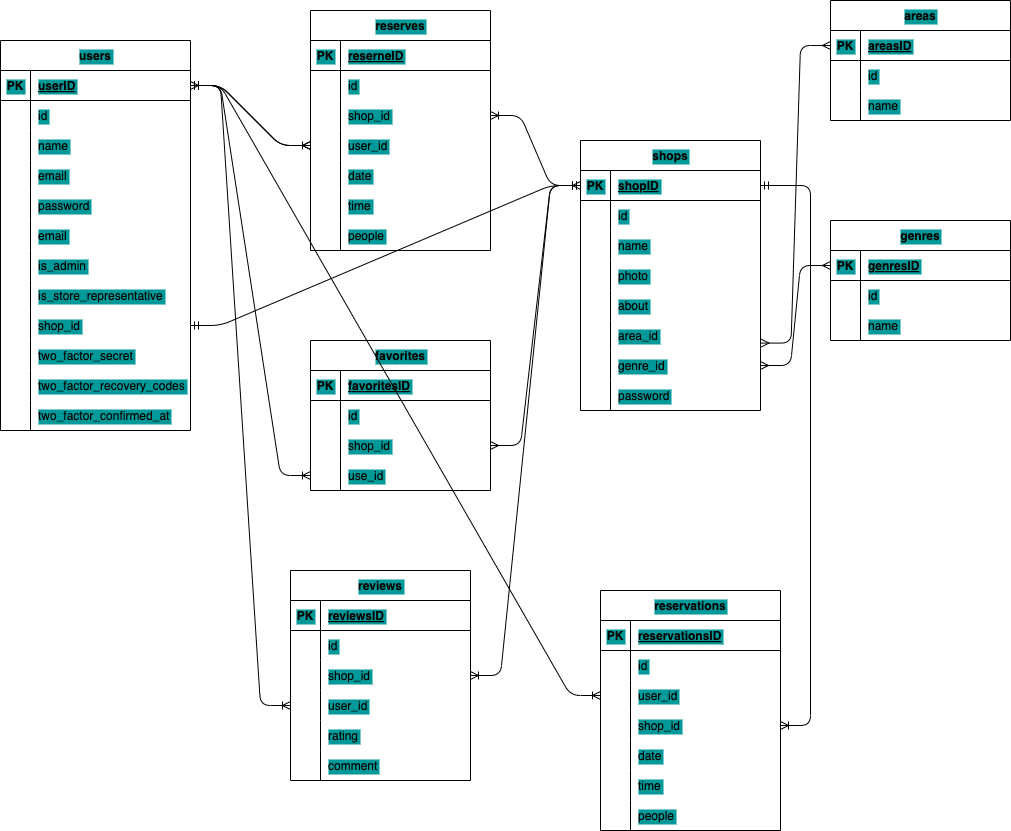 users
PK userID
id
name
email
password
email
is_admin
is_store_representative
shop_id
two_factor_secret
two_factor_recovery_codes
two_factor_confirmed_at
reserves
PK reserneID
id
shop_id
user_id
date
time
people
favorites
PK favoritesID
id
shop_id
use_id
reviews
PK reviewsID
id
shop_id
user_id
rating
comment
shops
PK shopID
id
name
photo
about
area_id
genre_id
password
reservations
PK reservationsID
id
user_id
shop_id
date
time
people
areas
PK areasID
id
name
genres
PK genresID
id
name